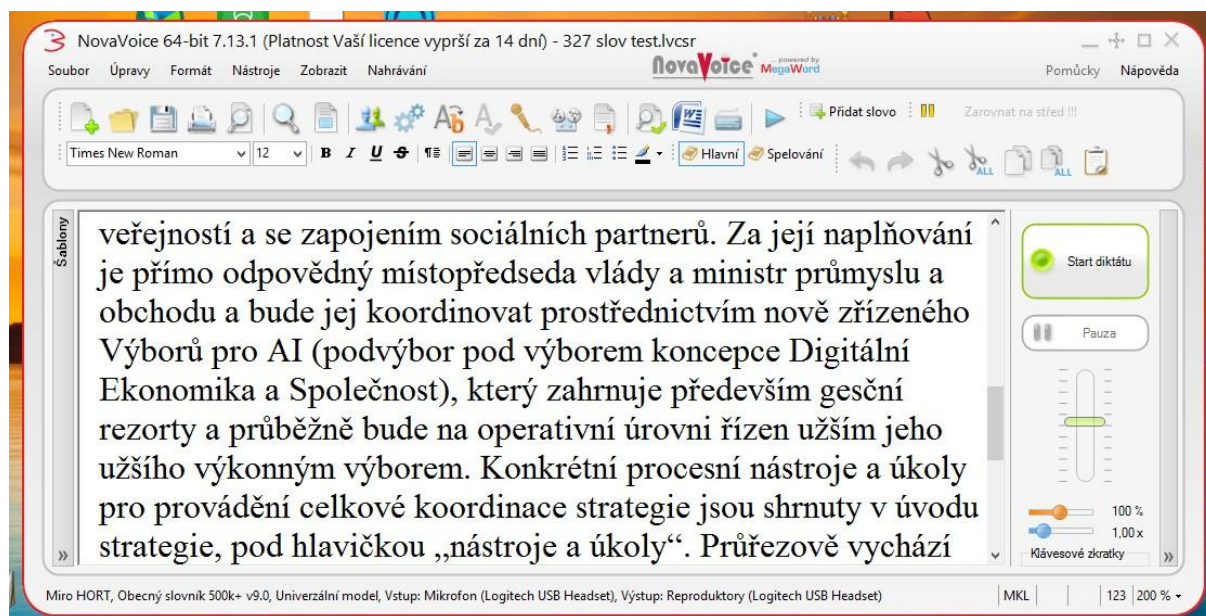 NovaVoice 64-bit 7.13.1 (Platnost Vaší licence vyprší za 14 dní) - 327 slov test.lvcsr
Soubor Úpravy Formát Nástroje Zobrazit Nahrávání
NovaVoice ... powered by MegaWord
Pomůcky Nápověda
Přidat slovo
Zarovnat na střed !!!
Times New Roman 12 B I U S Hlavní Spelování ALL ALL
Šablony
veřejností a se zapojením sociálních partnerů. Za její naplňování
je přímo odpovědný místopředseda vlády a ministr průmyslu a
obchodu a bude jej koordinovat prostřednictvím nově zřízeného
Výborů pro AI (podvýbor pod výborem koncepce Digitální
Ekonomika a Společnost), který zahrnuje především gesční
rezorty a průběžně bude na operativní úrovni řízen užším jeho
užšího výkonným výborem. Konkrétní procesní nástroje a úkoly
pro provádění celkové koordinace strategie jsou shrnuty v úvodu
strategie, pod hlavičkou „nástroje a úkoly“. Průřezově vychází
Start diktátu
Pauza
100 %
1,00 x
Klávesové zkratky
Miro HORT, Obecný slovník 500k+ v9.0, Univerzální model, Vstup: Mikrofon (Logitech USB Headset), Výstup: Reproduktory (Logitech USB Headset)
MKL 123 200 %